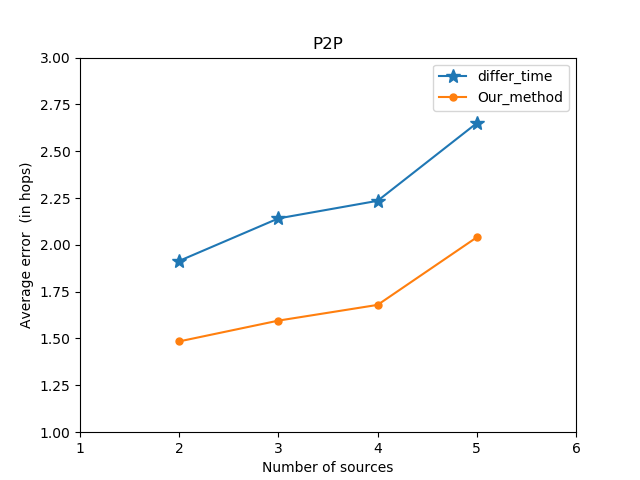 P2P
differ_time
Our_method
Average error  (in hops)
3.00
2.75
2.50
2.25
2.00
1.75
1.50
1.25
1.00
1 2 3 4 5 6
Number of sources